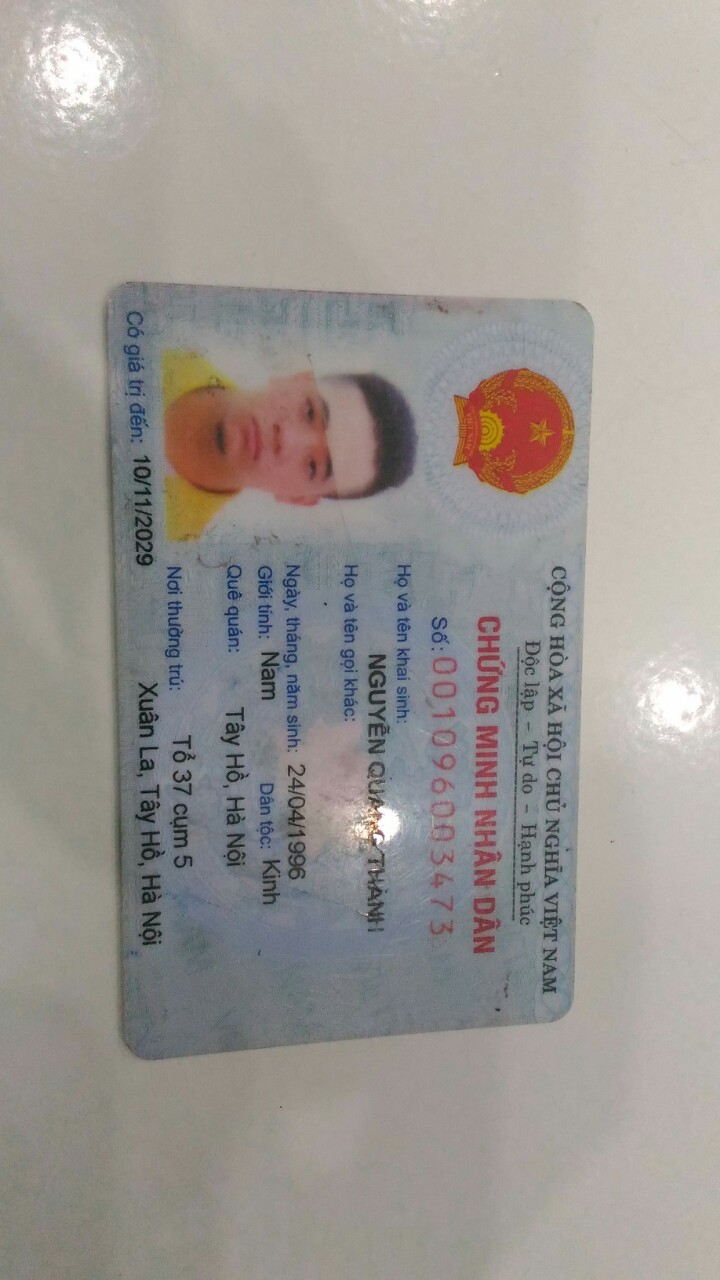 CỘNG HÒA XÃ HỘI CHỦ NGHĨA VIỆT NAM
Độc lập - Tự do - Hạnh phúc
CHỨNG MINH NHÂN DÂN
Số: 001096003473
Họ và tên khai sinh:
NGUYỄN QUANG THÀNH
Họ và tên gọi khác:
Ngày, tháng, năm sinh: 24/04/1996
Giới tính: Nam Dân tộc: Kinh
Quê quán: Tây Hồ, Hà Nội
Nơi thường trú: Tổ 37 cụm 5
Xuân La, Tây Hồ, Hà Nội
Có giá trị đến: 10/11/2029
VIỆT NAM